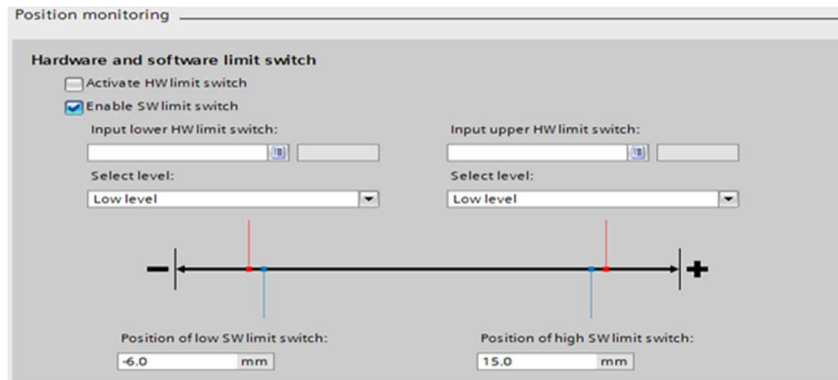 Position monitoring
Hardware and software limit switch
Activate HW limit switch
Enable SW limit switch
Input lower HW limit switch: Input upper HW limit switch:
Select level: Select level:
Low level Low level
Position of low SW limit switch: Position of high SW limit switch:
-6.0 mm 15.0 mm